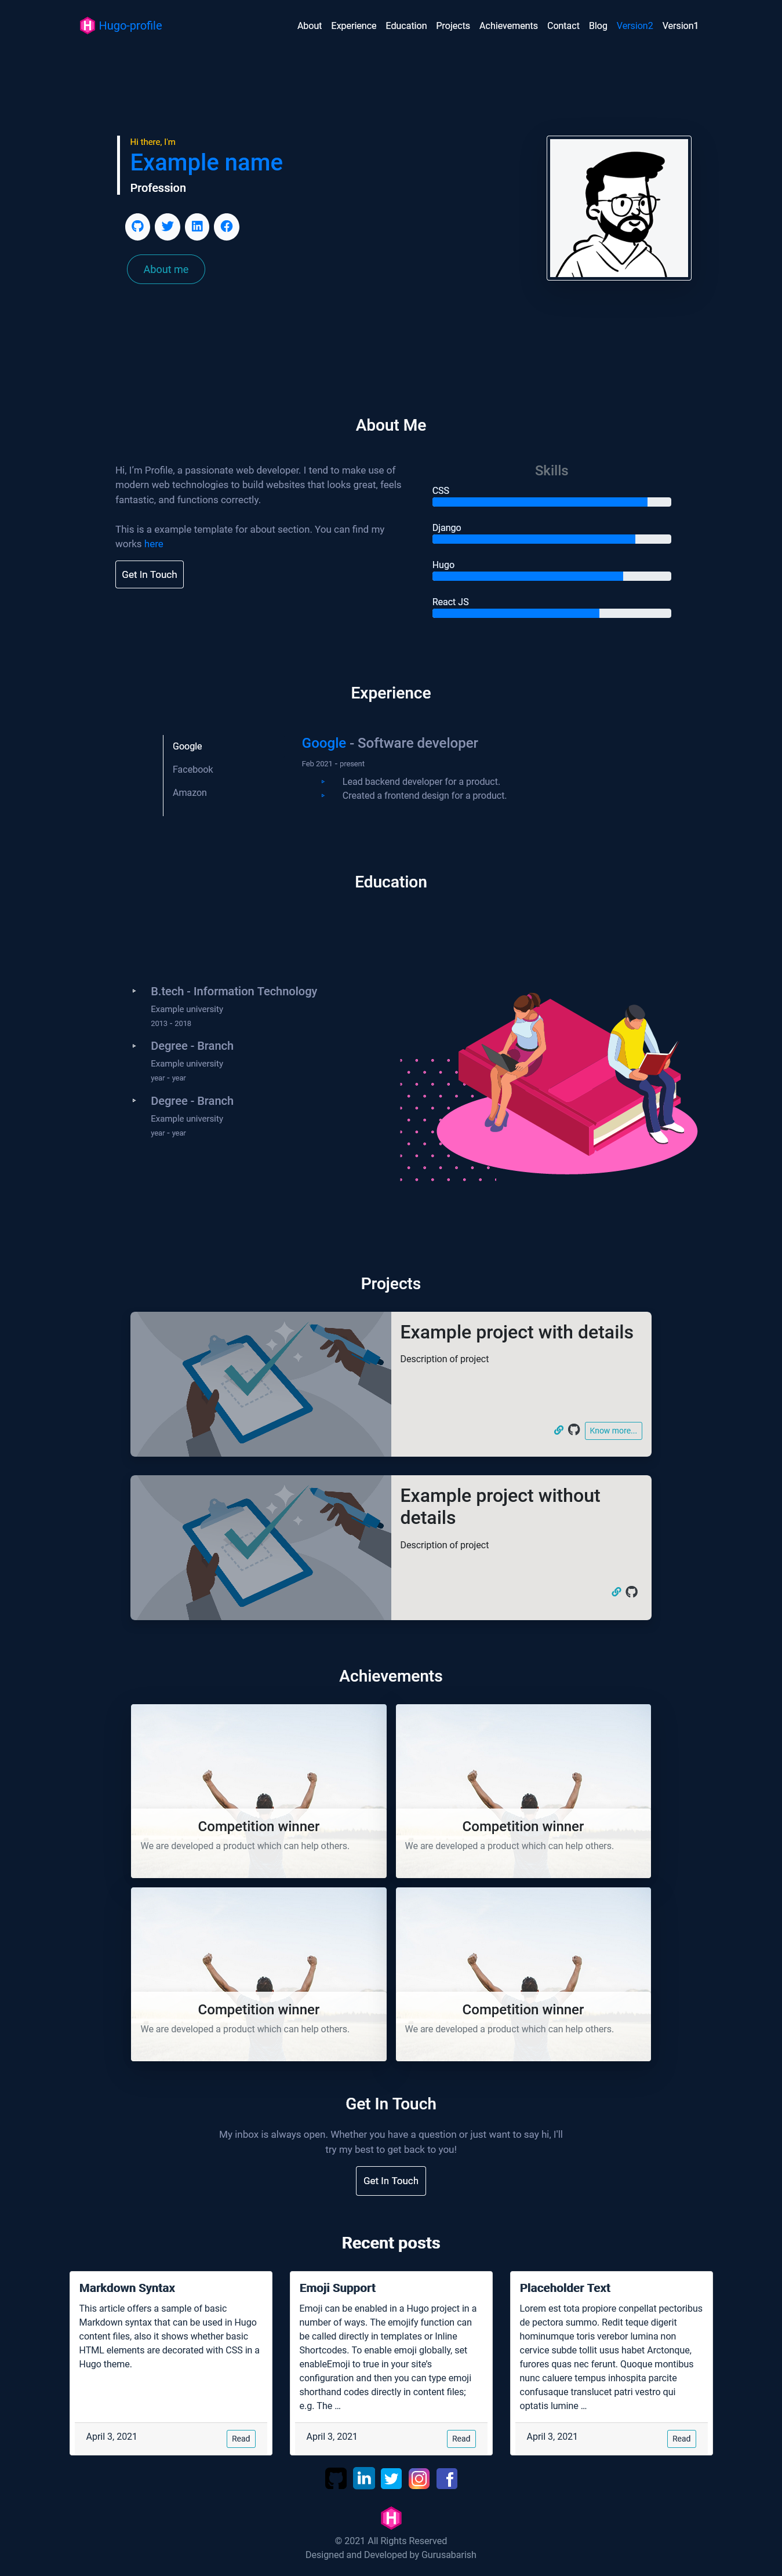 Hugo-profile
About Experience Education Projects Achievements Contact Blog Version2 Version1
Hi there, I'm
Example name
Profession
About me
About Me
Hi, I'm Profile, a passionate web developer. I tend to make use of
modern web technologies to build websites that looks great, feels
fantastic, and functions correctly.
This is a example template for about section. You can find my
works here
Get In Touch
Skills
CSS
Django
Hugo
React JS
Experience
Google
Facebook
Amazon
Google - Software developer
Feb 2021 - present
Lead backend developer for a product.
Created a frontend design for a product.
Education
B.tech - Information Technology
Example university
2013 - 2018
Degree - Branch
Example university
year - year
Degree - Branch
Example university
year - year
Projects
Example project with details
Description of project
Know more...
Example project without
details
Description of project
Achievements
Competition winner
We are developed a product which can help others.
Competition winner
We are developed a product which can help others.
Competition winner
We are developed a product which can help others.
Competition winner
We are developed a product which can help others.
Get In Touch
My inbox is always open. Whether you have a question or just want to say hi, I'll
try my best to get back to you!
Get In Touch
Recent posts
Markdown Syntax
This article offers a sample of basic
Markdown syntax that can be used in Hugo
content files, also it shows whether basic
HTML elements are decorated with CSS in a
Hugo theme.
April 3, 2021
Read
Emoji Support
Emoji can be enabled in a Hugo project in a
number of ways. The emojify function can
be called directly in templates or Inline
Shortcodes. To enable emoji globally, set
enableEmoji to true in your site's
configuration and then you can type emoji
shorthand codes directly in content files;
e.g. The …
April 3, 2021
Read
Placeholder Text
Lorem est tota propiore conpellat pectoribus
de pectora summo. Redit teque digerit
hominumque toris verebor lumina non
cervice subde tollit usus habet Arctonque,
furores quas nec ferunt. Quoque montibus
nunc caluere tempus inhospita parcite
confusaque translucet patri vestro qui
optatis lumine …
April 3, 2021
Read
© 2021 All Rights Reserved
Designed and Developed by Gurusabarish